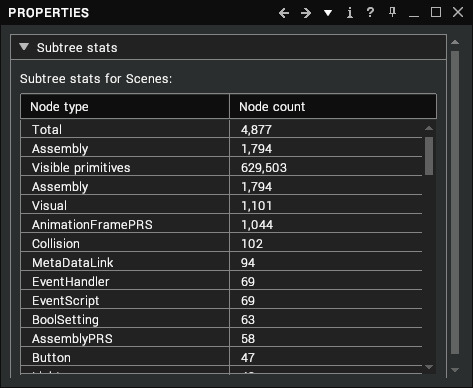 PROPERTIES
Subtree stats
Subtree stats for Scenes:
Node type Node count
Total 4,877
Assembly 1,794
Visible primitives 629,503
Assembly 1,794
Visual 1,101
AnimationFramePRS 1,044
Collision 102
MetaDataLink 94
EventHandler 69
EventScript 69
BoolSetting 63
AssemblyPRS 58
Button 47